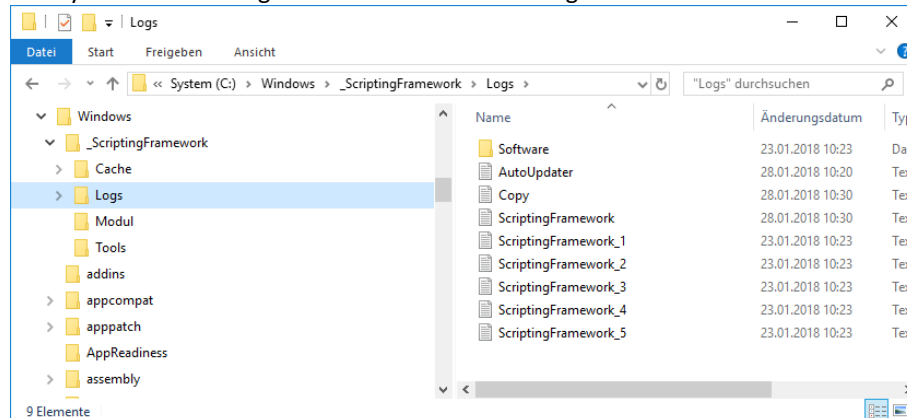 Logs
Datei Start Freigeben Ansicht
« System (C:) > Windows > _ScriptingFramework > Logs > "Logs" durchsuchen
Windows
_ScriptingFramework
Cache
Logs
Modul
Tools
addins
appcompat
apppatch
AppReadiness
assembly
Name Änderungsdatum
Software 23.01.2018 10:23
AutoUpdater 28.01.2018 10:20
Copy 28.01.2018 10:30
ScriptingFramework 28.01.2018 10:30
ScriptingFramework_1 23.01.2018 10:23
ScriptingFramework_2 23.01.2018 10:23
ScriptingFramework_3 23.01.2018 10:23
ScriptingFramework_4 23.01.2018 10:23
ScriptingFramework_5 23.01.2018 10:23
9 Elemente